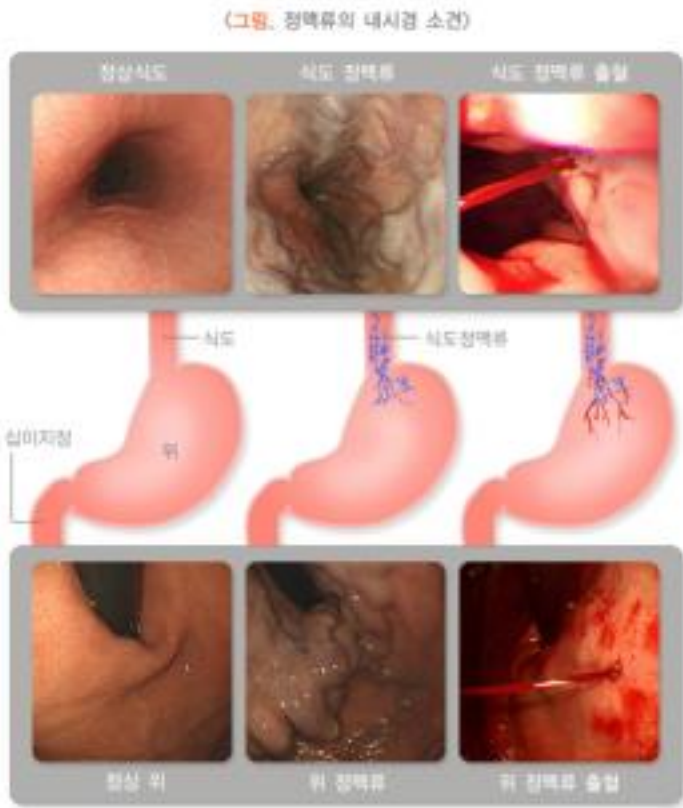 〈그림. 정맥류의 내시경 소견〉
정상식도
식도 정맥류
식도 정맥류 출혈
식도
식도정맥류
십이지장
위
정상 위
위 정맥류
위 정맥류 출혈